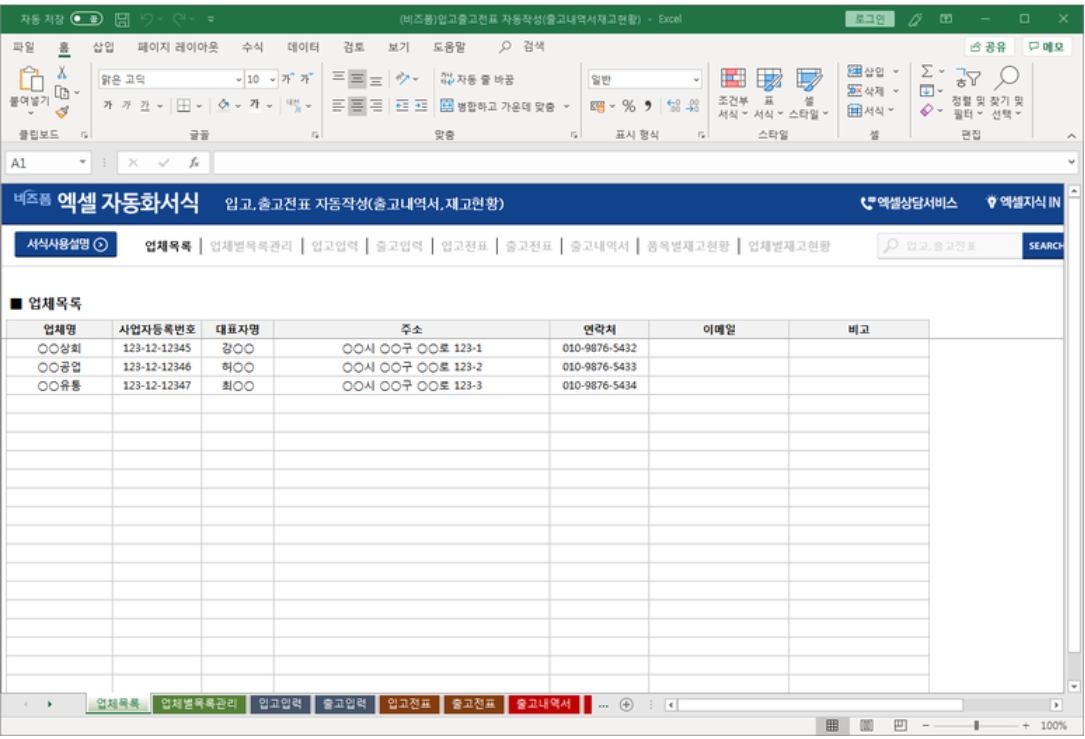 자동 저장 (비즈폼)입고출고전표 자동작성(출고내역서재고현황) - Excel 로그인
파일 홈 삽입 페이지 레이아웃 수식 데이터 검토 보기 도움말 검색 공유 메모
맑은 고딕 10 가 가 자동 줄 바꿈 일반 삽입
붙여넣기 가 가 가 가 병합하고 가운데 맞춤 % 조건부 서식 표 서식 셀 스타일 삭제 서식 정렬 및 필터 찾기 및 선택
클립보드 글꼴 맞춤 표시 형식 스타일 셀 편집
A1 fx
비즈폼 엑셀 자동화서식 입고,출고전표 자동작성(출고내역서,재고현황) 엑셀상담서비스 엑셀지식 IN
서식사용설명 업체목록 | 업체별목록관리 | 입고입력 | 출고입력 | 입고전표 | 출고전표 | 출고내역서 | 품목별재고현황 | 업체별재고현황 입고,출고전표 SEARCH
■ 업체목록
업체명 사업자등록번호 대표자명 주소 연락처 이메일 비고
○○상회 123-12-12345 강○○ ○○시 ○○구 ○○로 123-1 010-9876-5432
○○공업 123-12-12346 허○○ ○○시 ○○구 ○○로 123-2 010-9876-5433
○○유통 123-12-12347 최○○ ○○시 ○○구 ○○로 123-3 010-9876-5434
업체목록 업체별목록관리 입고입력 출고입력 입고전표 출고전표 출고내역서 ...
100%